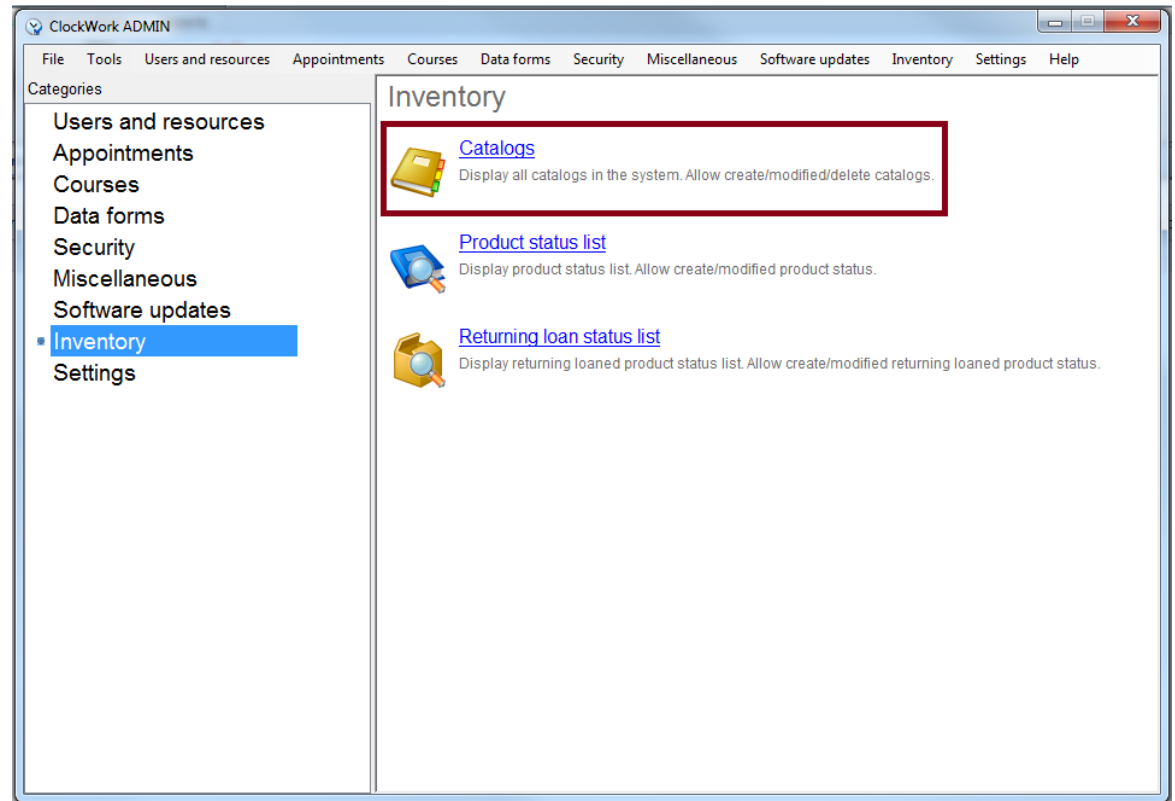 ClockWork ADMIN
File Tools Users and resources Appointments Courses Data forms Security Miscellaneous Software updates Inventory Settings Help
Categories
Users and resources
Appointments
Courses
Data forms
Security
Miscellaneous
Software updates
Inventory
Settings
Inventory
Catalogs
Display all catalogs in the system. Allow create/modified/delete catalogs.
Product status list
Display product status list. Allow create/modified product status.
Returning loan status list
Display returning loaned product status list. Allow create/modified returning loaned product status.